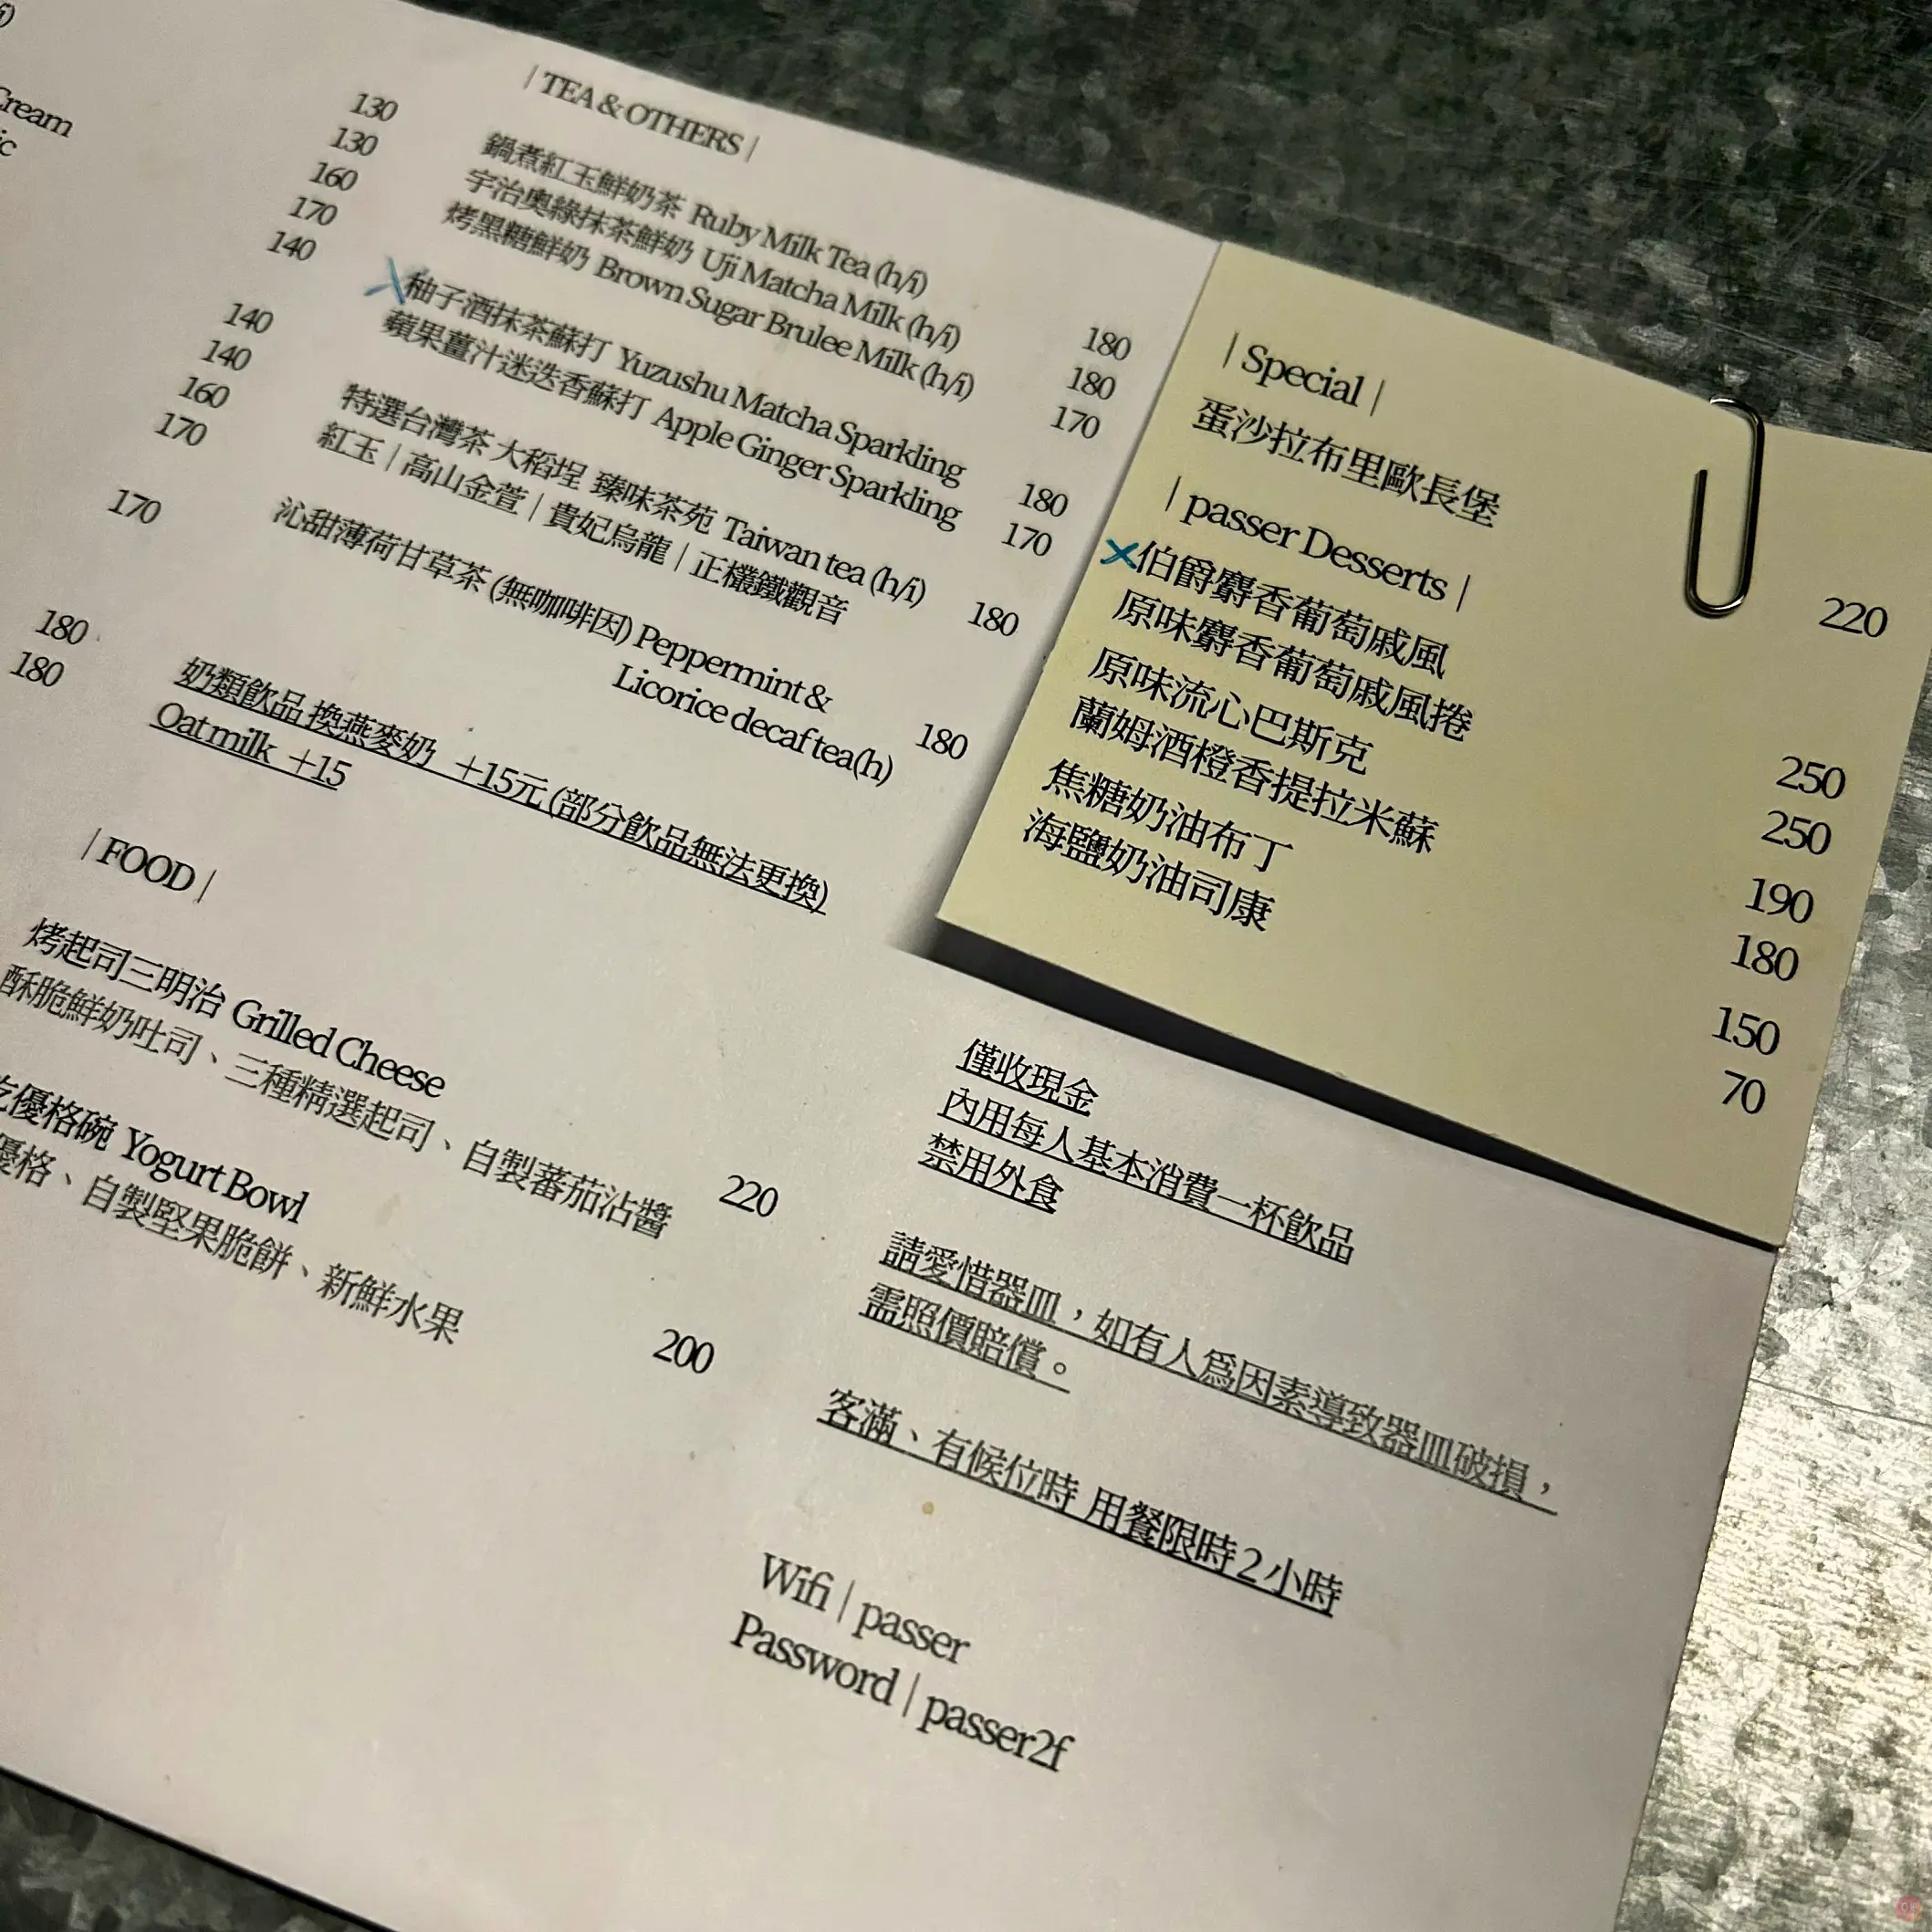 Cream
130
130
160
170
140
140
140
160
170
170
180
180
| TEA & OTHERS |
鍋煮紅玉鮮奶茶 Ruby Milk Tea (h/i) 180
宇治奧綠抹茶鮮奶 Uji Matcha Milk (h/i) 180
烤黑糖鮮奶 Brown Sugar Brulee Milk (h/i) 170
柚子酒抹茶蘇打 Yuzushu Matcha Sparkling 180
蘋果薑汁迷迭香蘇打 Apple Ginger Sparkling 170
特選台灣茶 大稻埕 臻味茶苑 Taiwan tea (h/i) 180
紅玉 | 高山金萱 | 貴妃烏龍 | 正欉鐵觀音
沁甜薄荷甘草茶 (無咖啡因) Peppermint &
Licorice decaf tea(h) 180
奶類飲品 換燕麥奶 +15元 (部分飲品無法更換)
Oat milk +15
| FOOD |
烤起司三明治 Grilled Cheese 220
酥脆鮮奶吐司、三種精選起司、自製蕃茄沾醬
優格碗 Yogurt Bowl 200
優格、自製堅果脆餅、新鮮水果
| Special |
蛋沙拉布里歐長堡 220
| passer Desserts |
伯爵麝香葡萄戚風 250
原味麝香葡萄戚風捲 250
原味流心巴斯克 190
蘭姆酒橙香提拉米蘇 180
焦糖奶油布丁 150
海鹽奶油司康 70
僅收現金
內用每人基本消費一杯飲品
禁用外食
請愛惜器皿，如有人為因素導致器皿破損，
需照價賠償。
客滿、有候位時 用餐限時 2 小時
Wifi | passer
Password | passer2f